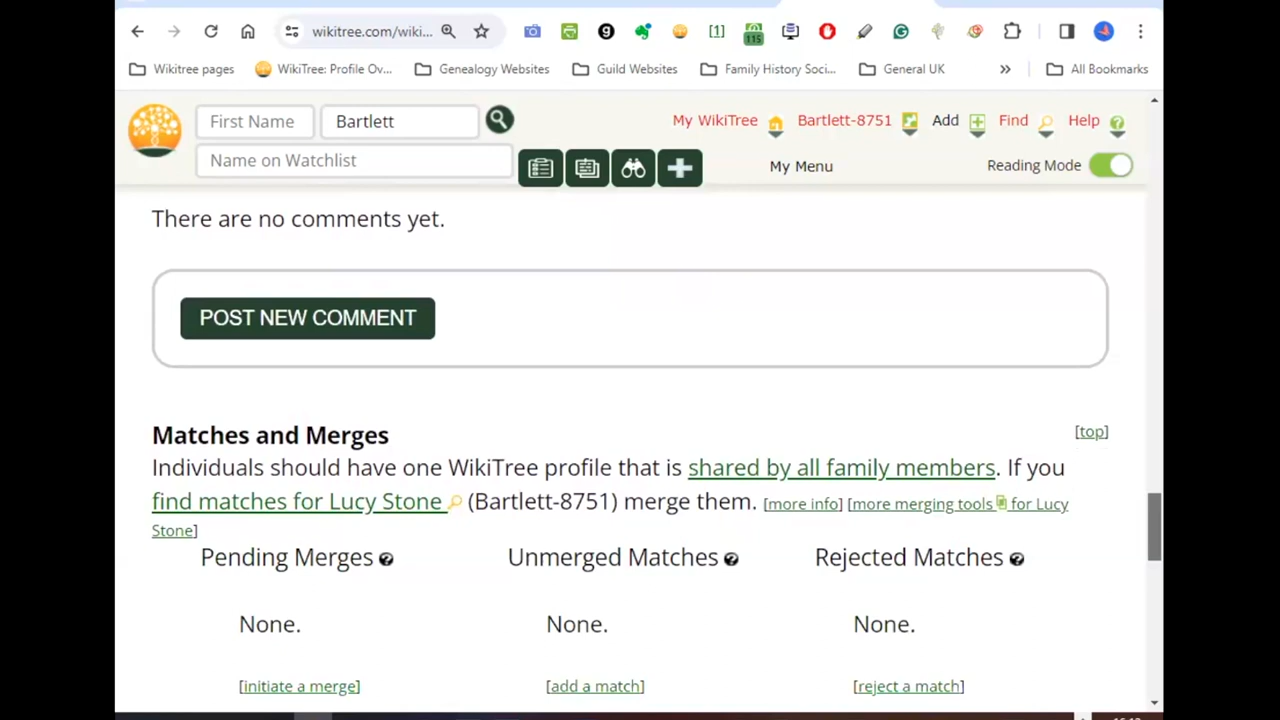 wikitree.com/wiki...
[1]
115
Wikitree pages
WikiTree: Profile Ov...
Genealogy Websites
Guild Websites
Family History Soci...
General UK
»
All Bookmarks
First Name
Bartlett
My WikiTree
Bartlett-8751
Add
Find
Help
Name on Watchlist
My Menu
Reading Mode
There are no comments yet.
POST NEW COMMENT
Matches and Merges
[top]
Individuals should have one WikiTree profile that is shared by all family members. If you
find matches for Lucy Stone (Bartlett-8751) merge them. [more info] [more merging tools for Lucy
Stone]
Pending Merges
Unmerged Matches
Rejected Matches
None.
None.
None.
[initiate a merge]
[add a match]
[reject a match]